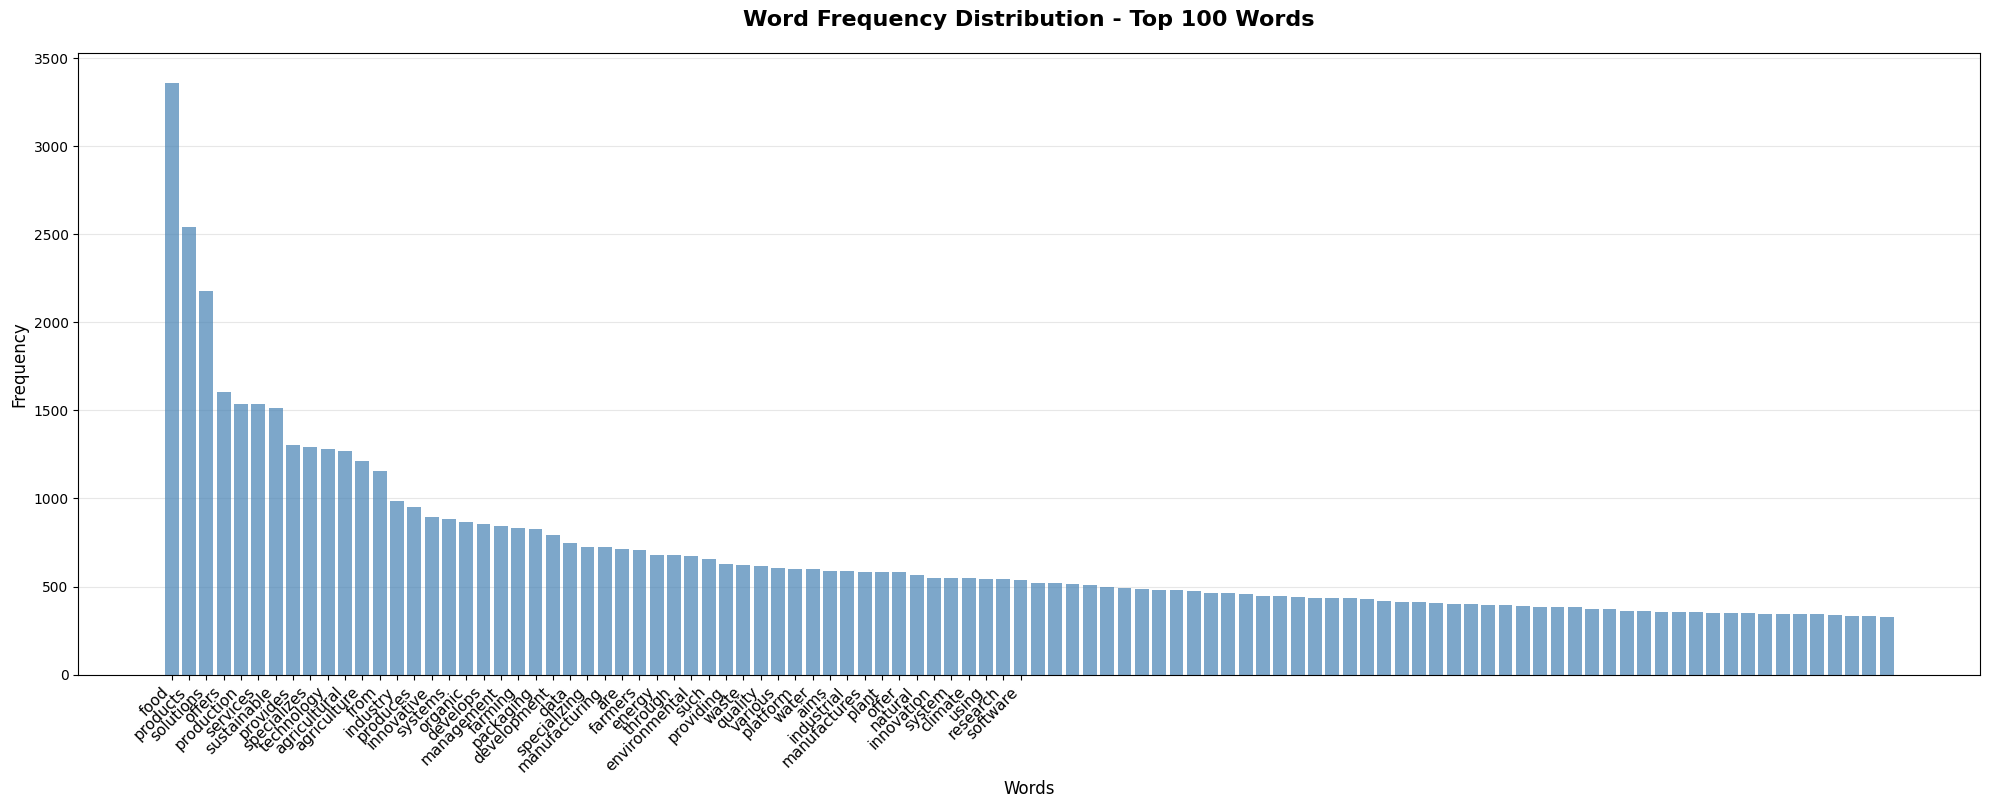 Word Frequency Distribution - Top 100 Words
Frequency
3500
3000
2500
2000
1500
1000
500
0
food
products
solutions
offers
production
services
sustainable
provides
specializes
technology
agricultural
agriculture
from
industry
produces
innovative
systems
organic
develops
management
farming
packaging
development
data
specializing
manufacturing
are
farmers
energy
through
environmental
such
providing
waste
quality
various
platform
water
aims
industrial
manufactures
plant
offer
natural
innovation
system
climate
using
research
software
Words